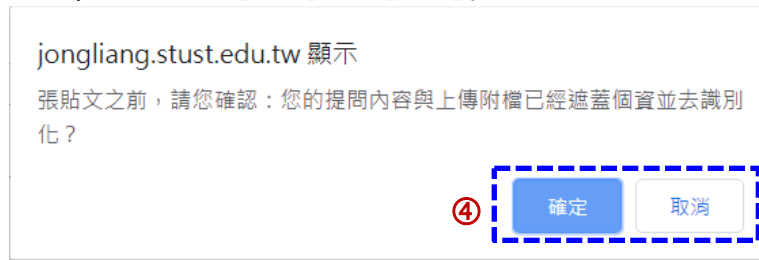 jongliang.stust.edu.tw 顯示
張貼文之前，請您確認：您的提問內容與上傳附檔已經遮蓋個資並去識別
化？
④ 確定 取消